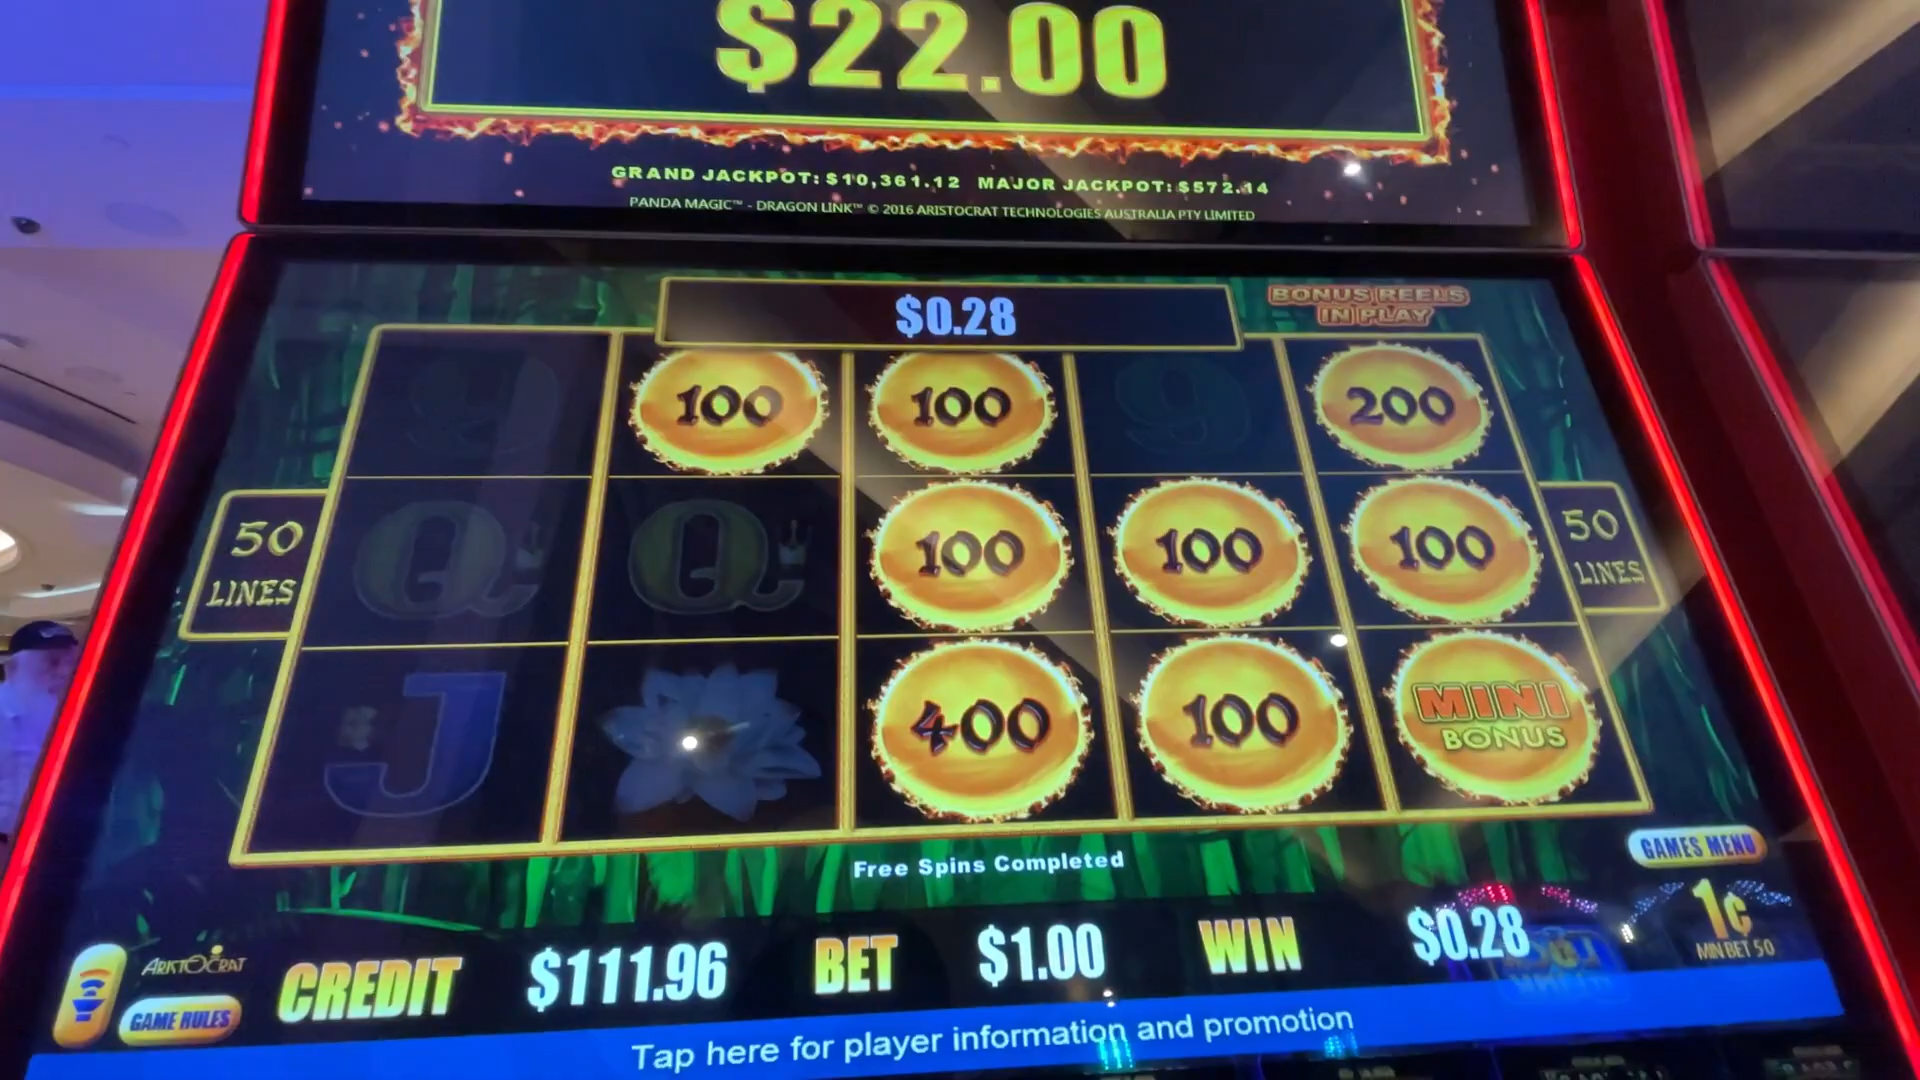 $22.00
GRAND JACKPOT: $10,361.12 MAJOR JACKPOT: $572.14
PANDA MAGIC™ - DRAGON LINK™ © 2016 ARISTOCRAT TECHNOLOGIES AUSTRALIA PTY LIMITED
$0.28
BONUS REELS
IN PLAY
9 100 100 9 200
50
LINES
Q Q 100 100 100
50
LINES
J 400 100 MINI
BONUS
GAMES MENU
Free Spins Completed
ARISTOCRAT
GAME RULES
CREDIT $111.96 BET $1.00 WIN $0.28
1¢
MIN BET 50
Tap here for player information and promotion